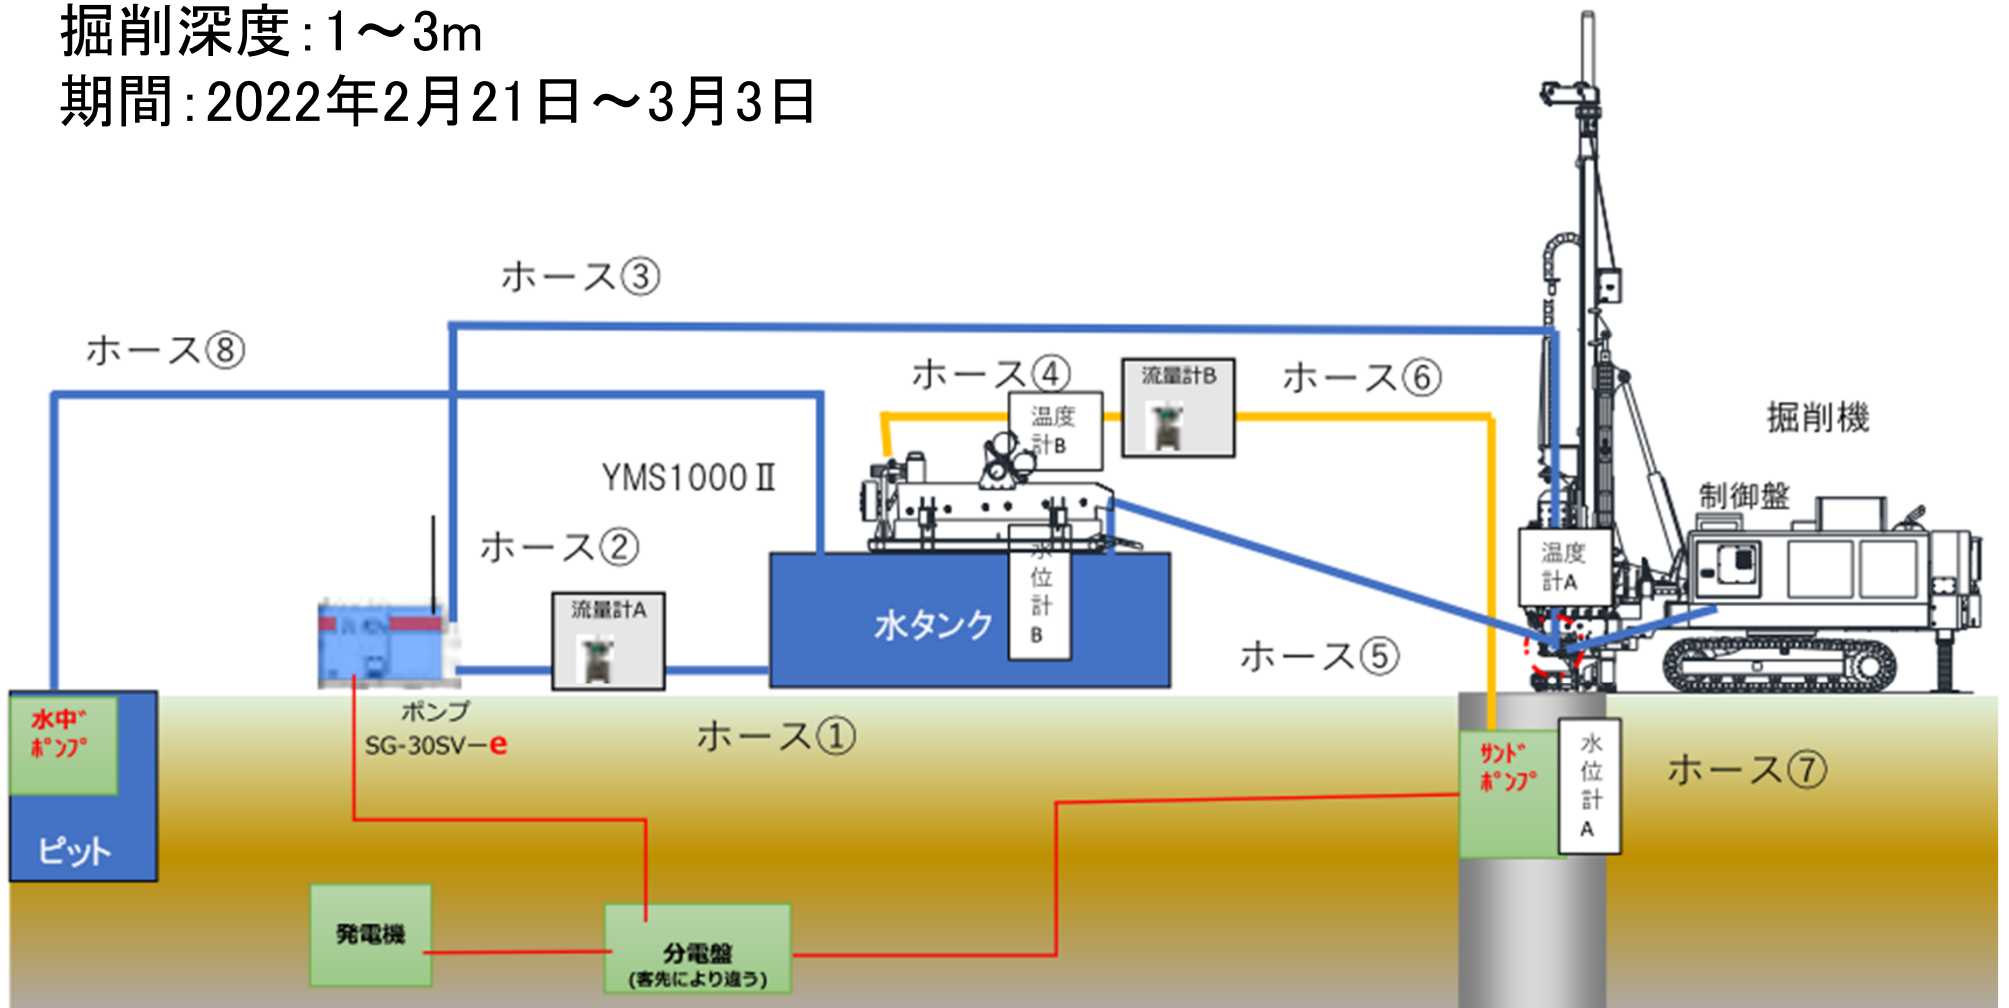 掘削深度:1～3m
期間:2022年2月21日～3月3日
ホース③
ホース⑧
ホース④
流量計B
ホース⑥
温度
計B
掘削機
YMS1000Ⅱ
制御盤
ホース②
温度
計A
流量計A
水タンク
水
位
計
B
ホース⑤
ポンプ
SG-30SV－e
ホース①
水中ﾞ
ﾎﾟﾝﾌﾟ
ピット
ｻﾝﾄﾞ
ﾎﾟﾝﾌﾟ
水
位
計
A
ホース⑦
発電機
分電盤
(客先により違う)